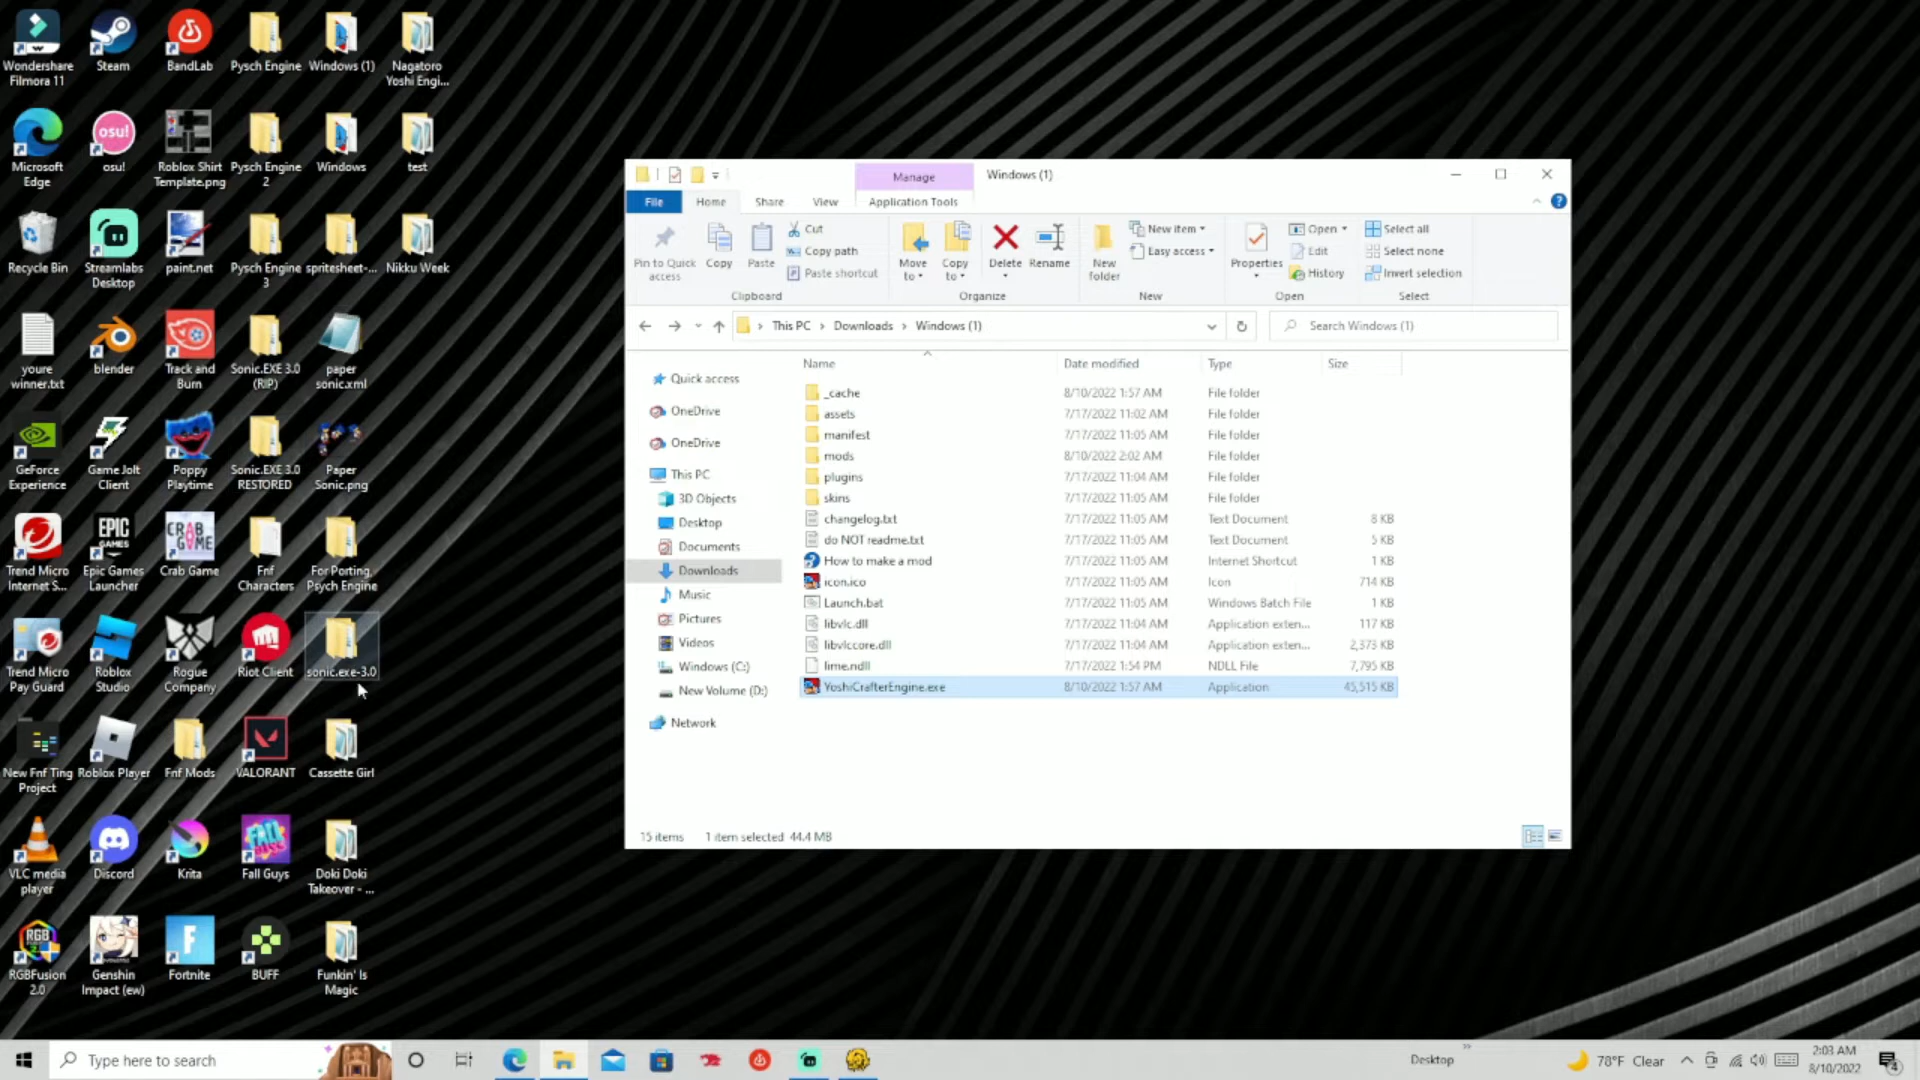 Wondershare
Filmora 11
Steam
BandLab
Pysch Engine
Windows (1)
Nagatoro
Yoshi Engi...
Microsoft
Edge
osu!
osu!
Roblox Shirt
Template.png
Pysch Engine
2
Windows
test
Recycle Bin
Streamlabs
Desktop
paint.net
Pysch Engine
3
spritesheet-...
Nikku Week
youre
winner.txt
blender
Track and
Burn
Sonic.EXE 3.0
(RIP)
paper
sonic.xml
GeForce
Experience
Game Jolt
Client
Poppy
Playtime
Sonic.EXE 3.0
RESTORED
Paper
Sonic.png
EPIC
GAMES
CRAB
GAME
Trend Micro
Internet S...
Epic Games
Launcher
Crab Game
Fnf
Characters
For Porting,
Psych Engine
Trend Micro
Pay Guard
Roblox
Studio
Rogue
Company
Riot Client
sonic.exe-3.0
New Fnf Ting
Project
Roblox Player
Fnf Mods
VALORANT
Cassette Girl
VLC media
player
Discord
Krita
FALL
GUYS
Fall Guys
Doki Doki
Takeover - ...
RGB
RGBFusion
2.0
Genshin
Impact (ew)
Fortnite
BUFF
Funkin' Is
Magic
Manage
Windows (1)
File
Home
Share
View
Application Tools
Pin to Quick
access
Copy
Paste
Cut
Copy path
Paste shortcut
Clipboard
Move
to
Copy
to
Delete
Rename
Organize
New
folder
New item
Easy access
New
Properties
Open
Edit
History
Open
Select all
Select none
Invert selection
Select
This PC > Downloads > Windows (1)
Search Windows (1)
Name Date modified Type Size
Quick access
OneDrive
OneDrive
This PC
3D Objects
Desktop
Documents
Downloads
Music
Pictures
Videos
Windows (C:)
New Volume (D:)
Network
_cache 8/10/2022 1:57 AM File folder
assets 7/17/2022 11:02 AM File folder
manifest 7/17/2022 11:05 AM File folder
mods 8/10/2022 2:02 AM File folder
plugins 7/17/2022 11:04 AM File folder
skins 7/17/2022 11:05 AM File folder
changelog.txt 7/17/2022 11:05 AM Text Document 8 KB
do NOT readme.txt 7/17/2022 11:05 AM Text Document 5 KB
How to make a mod 7/17/2022 11:05 AM Internet Shortcut 1 KB
icon.ico 7/17/2022 11:05 AM Icon 714 KB
Launch.bat 7/17/2022 11:05 AM Windows Batch File 1 KB
libvlc.dll 7/17/2022 11:04 AM Application exten... 117 KB
libvlccore.dll 7/17/2022 11:04 AM Application exten... 2,373 KB
lime.ndll 7/17/2022 1:54 PM NDLL File 7,795 KB
YoshiCrafterEngine.exe 8/10/2022 1:57 AM Application 45,515 KB
15 items 1 item selected 44.4 MB
Type here to search
Desktop
78°F Clear
2:03 AM
8/10/2022
4